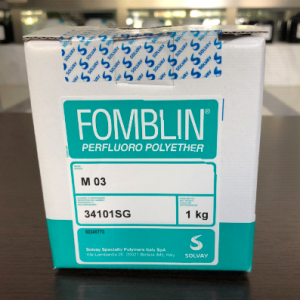 FOMBLIN®
PERFLUORO POLYETHER
M 03
34101SG
1 kg
Solvay Specialty Polymers Italy SpA
SOLVAY